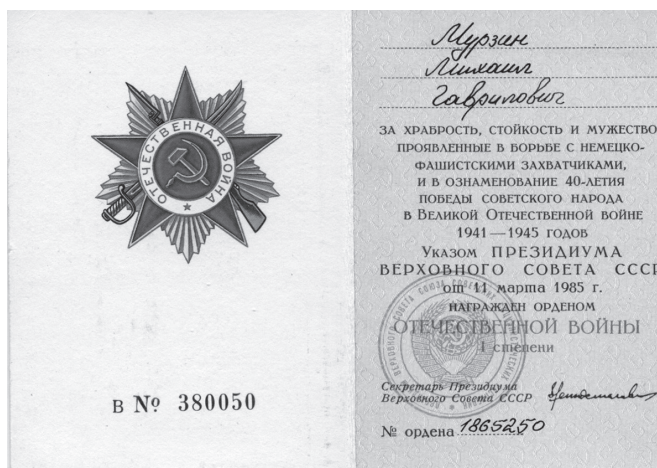 ОТЕЧЕСТВЕННАЯ ВОЙНА
В № 380050
Мурзин
Михаил
Гаврилович
ЗА ХРАБРОСТЬ, СТОЙКОСТЬ И МУЖЕСТВО
ПРОЯВЛЕННЫЕ В БОРЬБЕ С НЕМЕЦКО-
ФАШИСТСКИМИ ЗАХВАТЧИКАМИ,
И В ОЗНАМЕНОВАНИЕ 40-ЛЕТИЯ
ПОБЕДЫ СОВЕТСКОГО НАРОДА
В ВЕЛИКОЙ ОТЕЧЕСТВЕННОЙ ВОЙНЕ
1941—1945 ГОДОВ
УКАЗОМ ПРЕЗИДИУМА
ВЕРХОВНОГО СОВЕТА СССР
от 11 марта 1985 г.
НАГРАЖДЕН ОРДЕНОМ
ОТЕЧЕСТВЕННОЙ ВОЙНЫ
I степени
Секретарь Президиума
Верховного Совета СССР
№ ордена 1865250